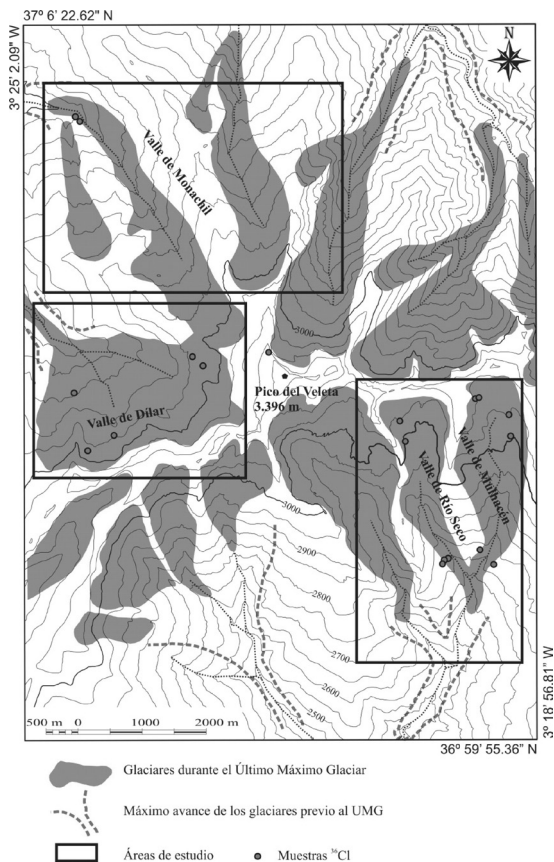 37º 6' 22.62" N
3º 25' 2.09" W
N
Valle de Monachil
3000
Pico del Veleta
3.396 m
Valle de Dílar
Valle de Río Seco
Valle de Mulhacén
3000
2900
2800
2700
2600
2500
3º 18' 56.81" W
500 m 0 1000 2000 m
36º 59' 55.36" N
Glaciares durante el Último Máximo Glaciar
Máximo avance de los glaciares previo al UMG
Áreas de estudio
Muestras ³⁶Cl